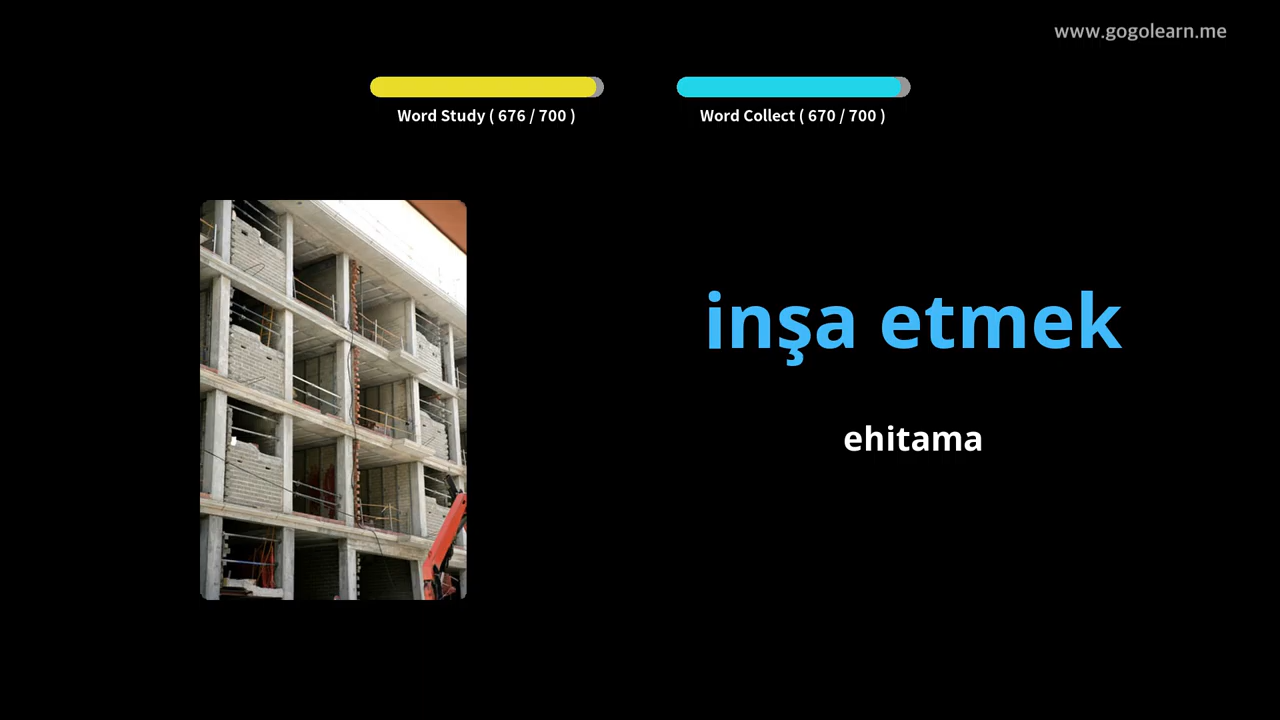 www.gogolearn.me
Word Study ( 676 / 700 )
Word Collect ( 670 / 700 )
inşa etmek
ehitama